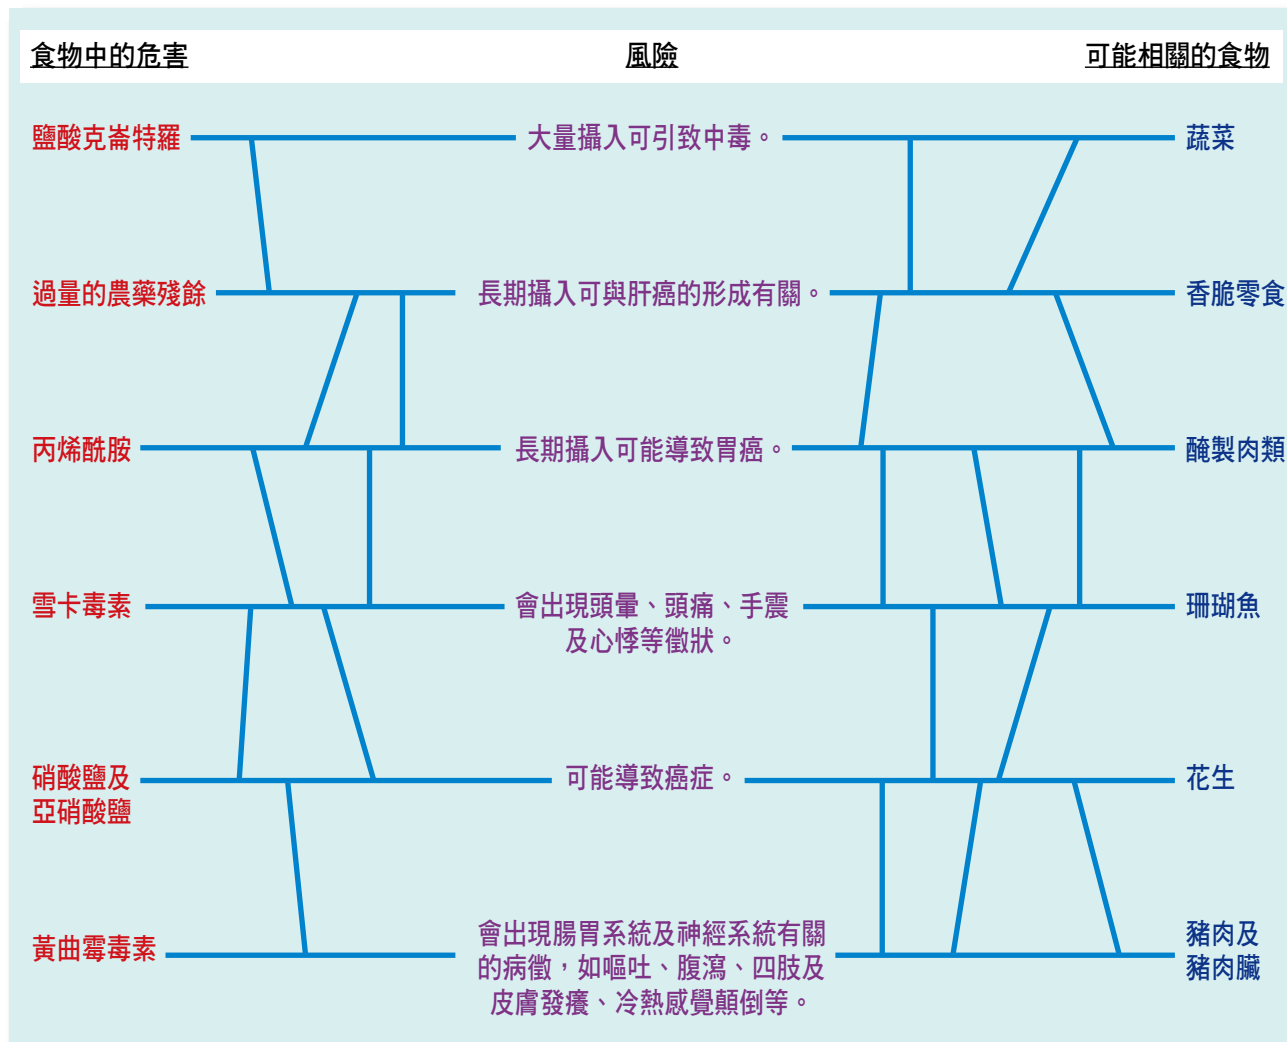 食物中的危害
風險
可能相關的食物
鹽酸克崙特羅
大量攝入可引致中毒。
蔬菜
過量的農藥殘餘
長期攝入可與肝癌的形成有關。
香脆零食
丙烯酰胺
長期攝入可能導致胃癌。
醃製肉類
雪卡毒素
會出現頭暈、頭痛、手震
及心悸等徵狀。
珊瑚魚
硝酸鹽及
亞硝酸鹽
可能導致癌症。
花生
黃曲霉毒素
會出現腸胃系統及神經系統有關
的病徵，如嘔吐、腹瀉、四肢及
皮膚發癢、冷熱感覺顛倒等。
豬肉及
豬肉臟